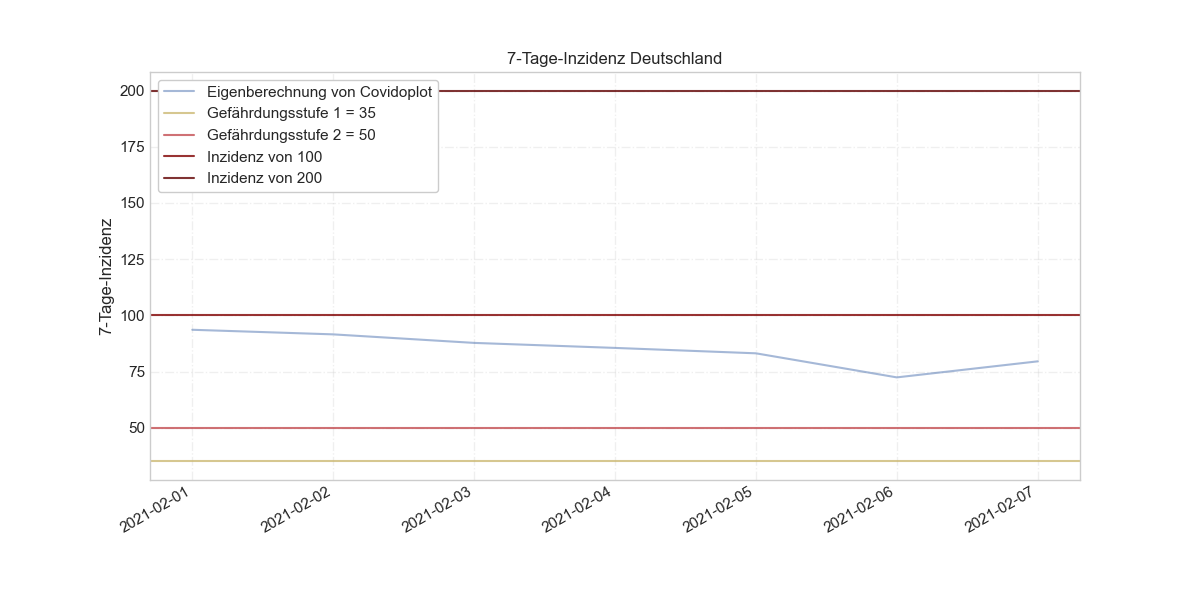 7-Tage-Inzidenz Deutschland
Eigenberechnung von Covidoplot
Gefährdungsstufe 1 = 35
Gefährdungsstufe 2 = 50
Inzidenz von 100
Inzidenz von 200
7-Tage-Inzidenz
200
175
150
125
100
75
50
2021-02-01
2021-02-02
2021-02-03
2021-02-04
2021-02-05
2021-02-06
2021-02-07